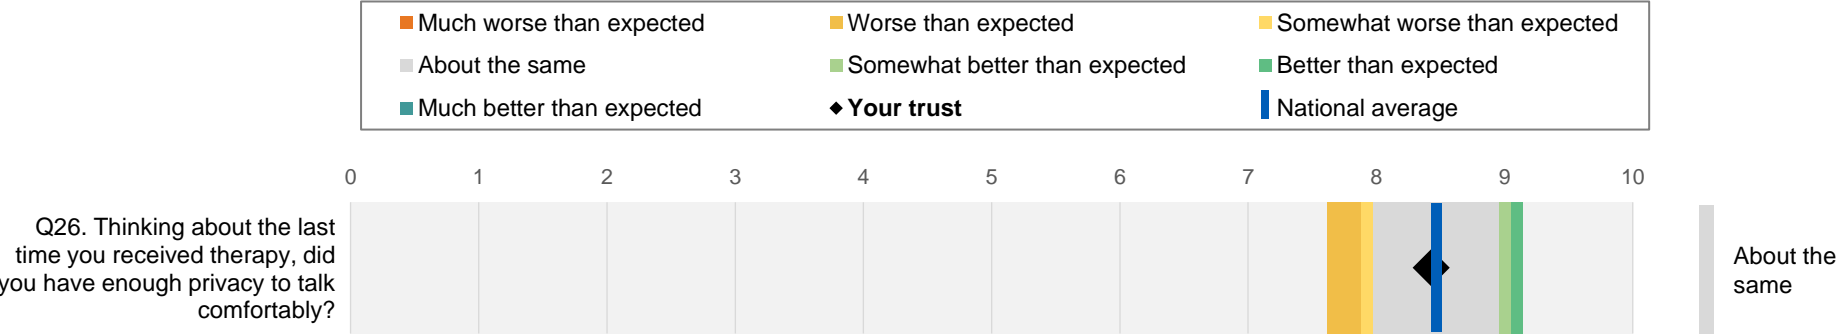 Much worse than expected
Worse than expected
Somewhat worse than expected
About the same
Somewhat better than expected
Better than expected
Much better than expected
Your trust
National average
0 1 2 3 4 5 6 7 8 9 10
Q26. Thinking about the last
time you received therapy, did
you have enough privacy to talk
comfortably?
About the
same